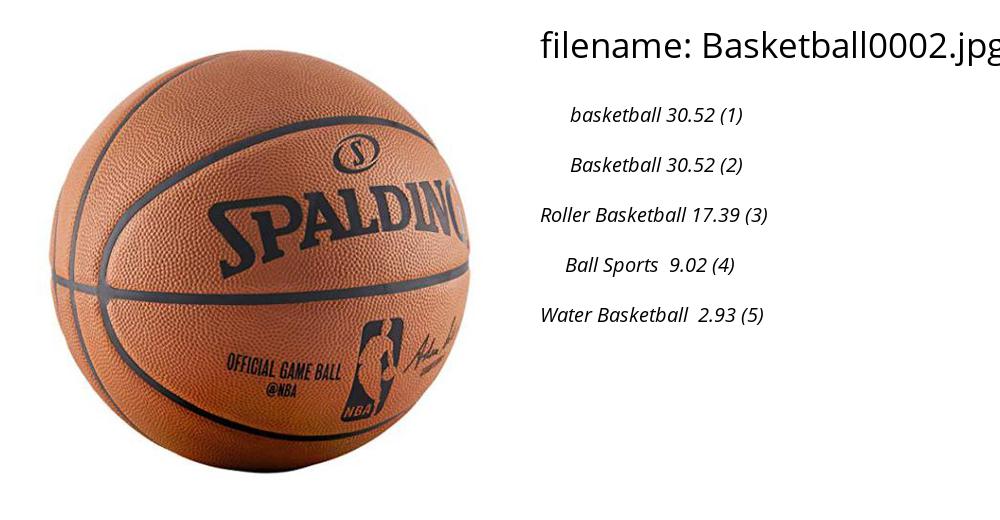 filename: Basketball0002.jpg
basketball 30.52 (1)
Basketball 30.52 (2)
Roller Basketball 17.39 (3)
Ball Sports 9.02 (4)
Water Basketball 2.93 (5)
S
SPALDING
OFFICIAL GAME BALL
@NBA
NBA